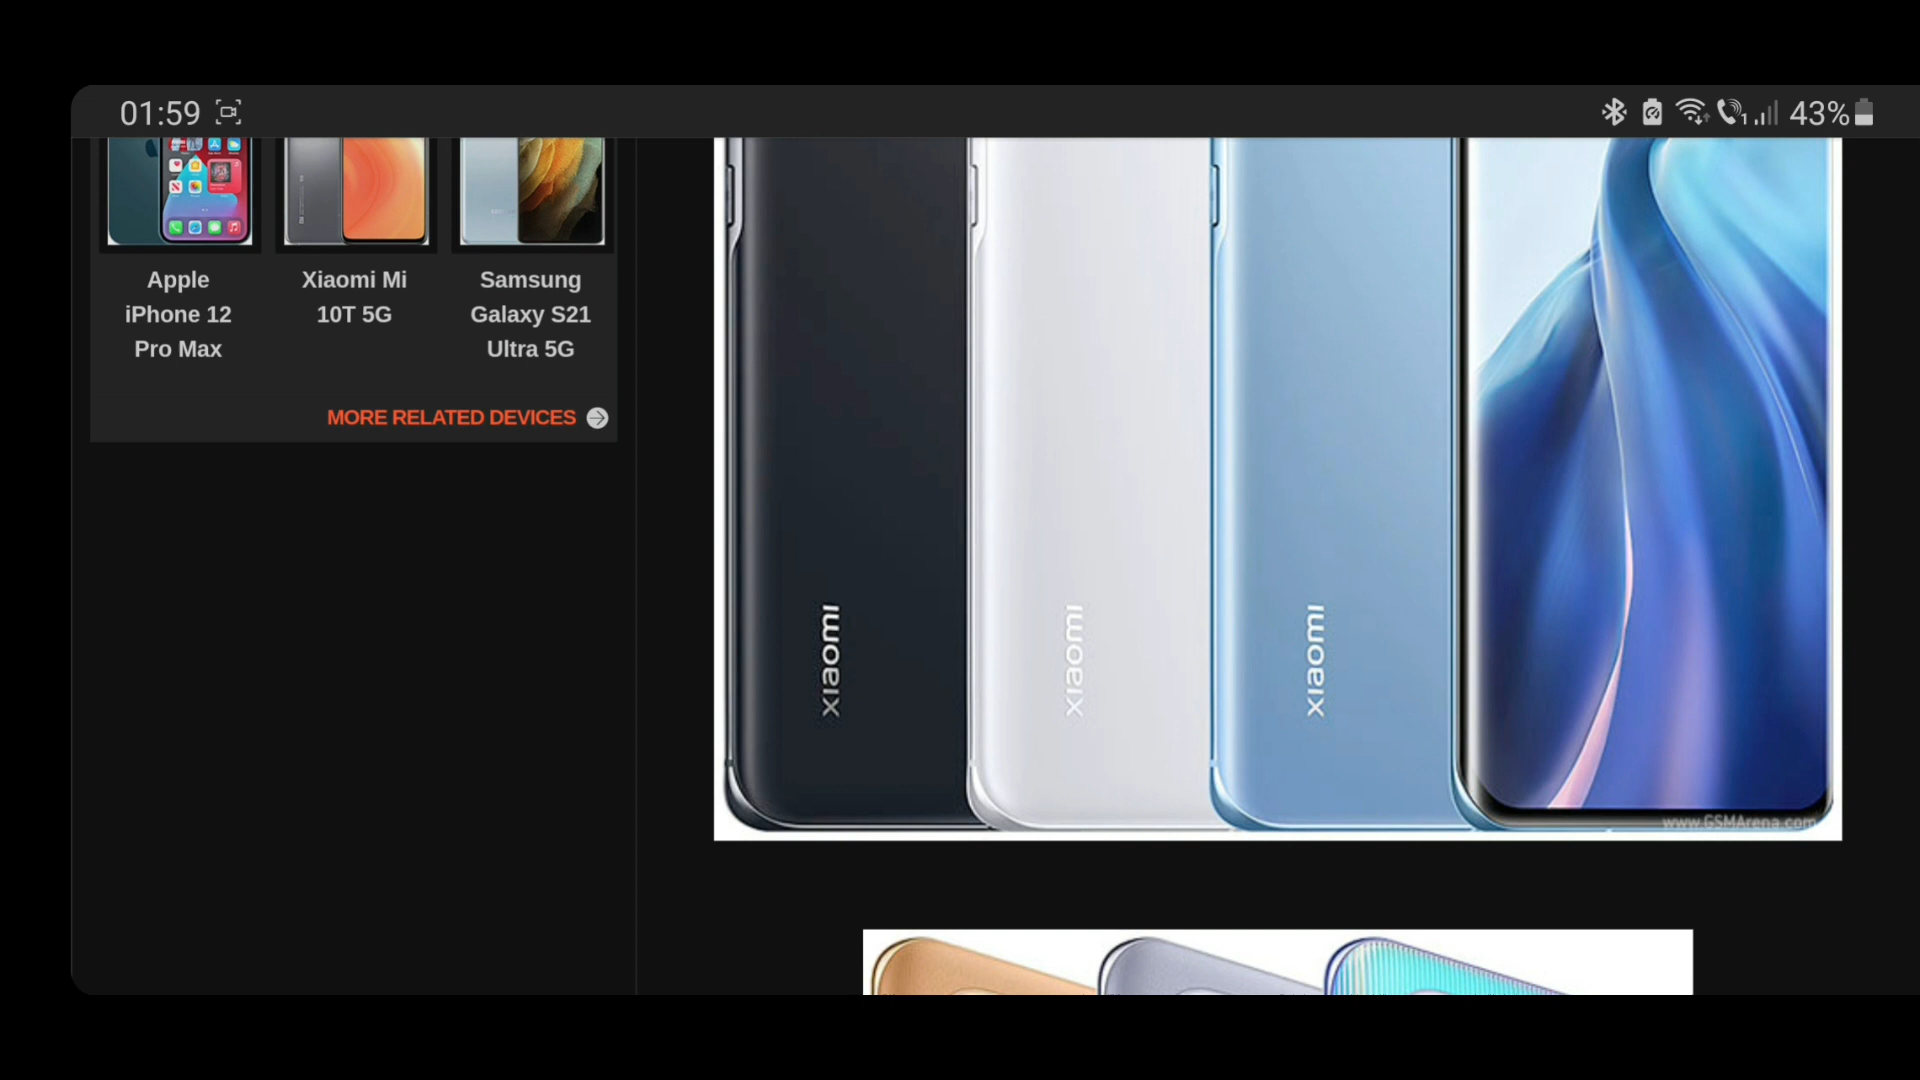 01:59
1
43%
Apple
iPhone 12
Pro Max
Xiaomi Mi
10T 5G
Samsung
Galaxy S21
Ultra 5G
MORE RELATED DEVICES
xiaomi
xiaomi
xiaomi
www.GSMArena.com